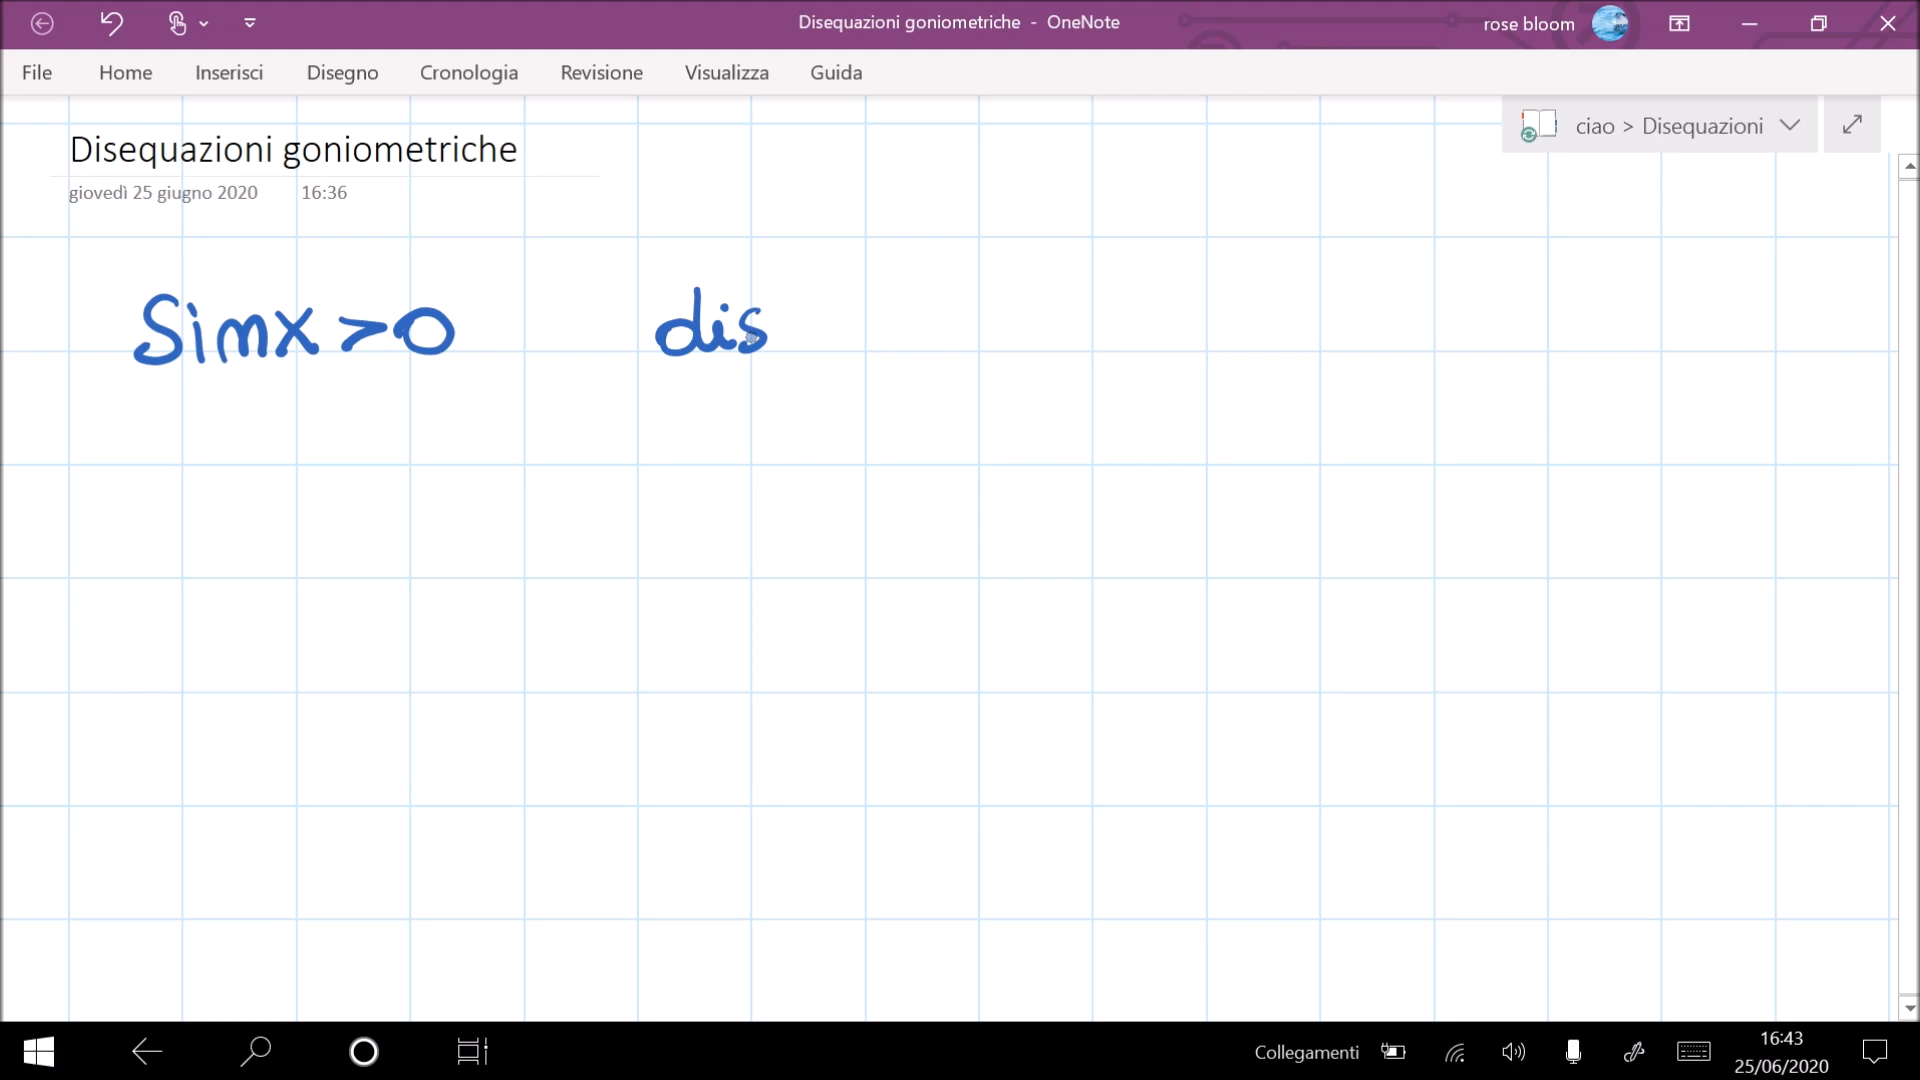 Disequazioni goniometriche - OneNote
rose bloom
File Home Inserisci Disegno Cronologia Revisione Visualizza Guida
ciao > Disequazioni
Disequazioni goniometriche
giovedì 25 giugno 2020 16:36
Sinx>0 dis
Collegamenti
16:43
25/06/2020